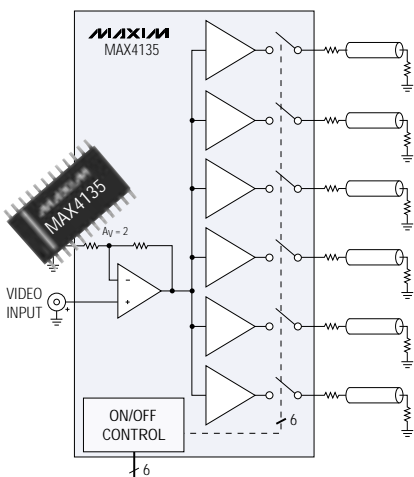 MAXIM
MAX4135
MAXIM
MAX4135
AV = 2
−
+
VIDEO
INPUT
+
ON/OFF
CONTROL
6
6